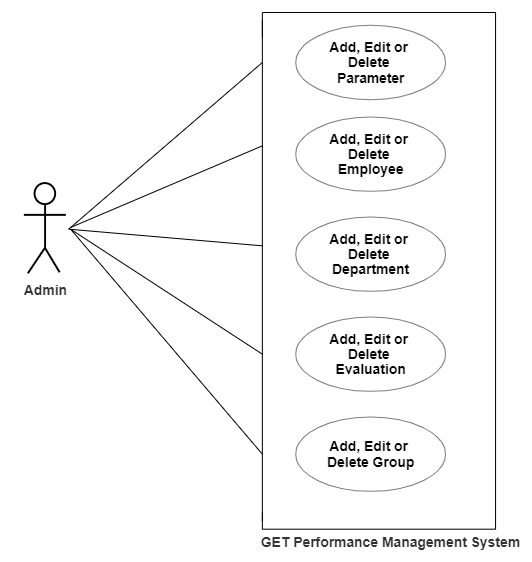 Add, Edit or
Delete
Parameter
Add, Edit or
Delete
Employee
Add, Edit or
Delete
Department
Admin
Add, Edit or
Delete
Evaluation
Add, Edit or
Delete Group
GET Performance Management System